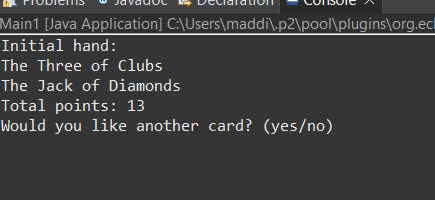 Problems Javadoc Declaration Console
Main1 [Java Application] C:\Users\maddi\.p2\pool\plugins\org.ecl
Initial hand:
The Three of Clubs
The Jack of Diamonds
Total points: 13
Would you like another card? (yes/no)